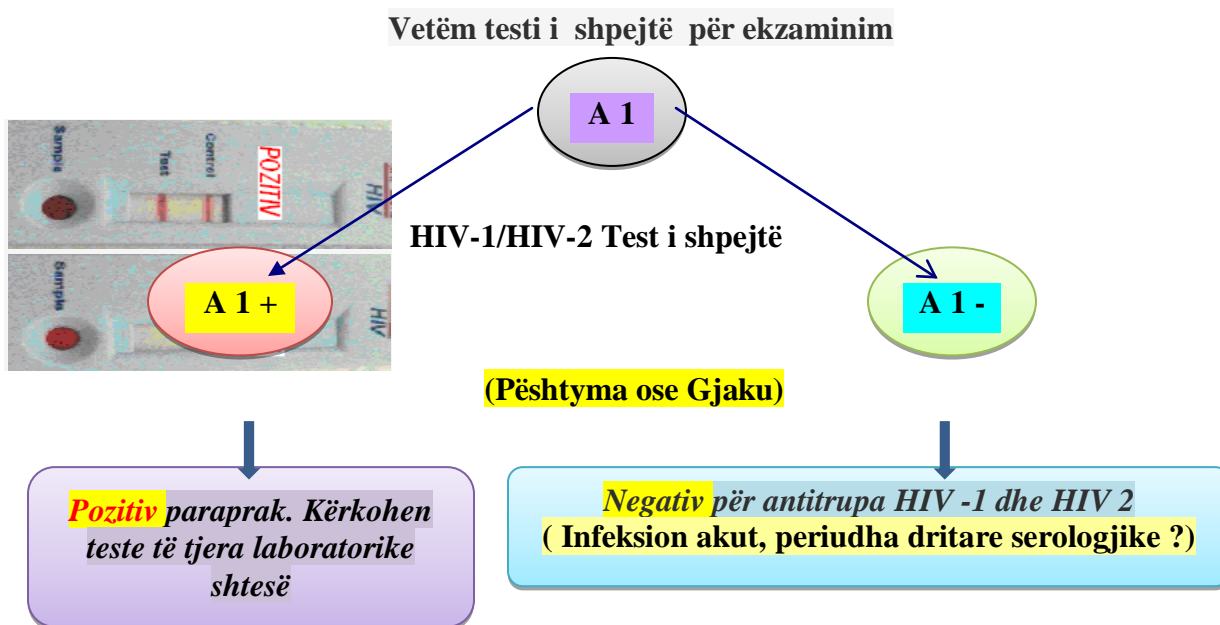 Vetëm testi i shpejtë për ekzaminim
A 1
Sample
Test
Control
POZITIV
HIV
HIV-1/HIV-2 Test i shpejtë
Sample
HIV
A 1 +
A 1 -
(Pështyma ose Gjaku)
Pozitiv paraprak. Kërkohen
teste të tjera laboratorike
shtesë
Negativ për antitrupa HIV -1 dhe HIV 2
( Infeksion akut, periudha dritare serologjike ?)